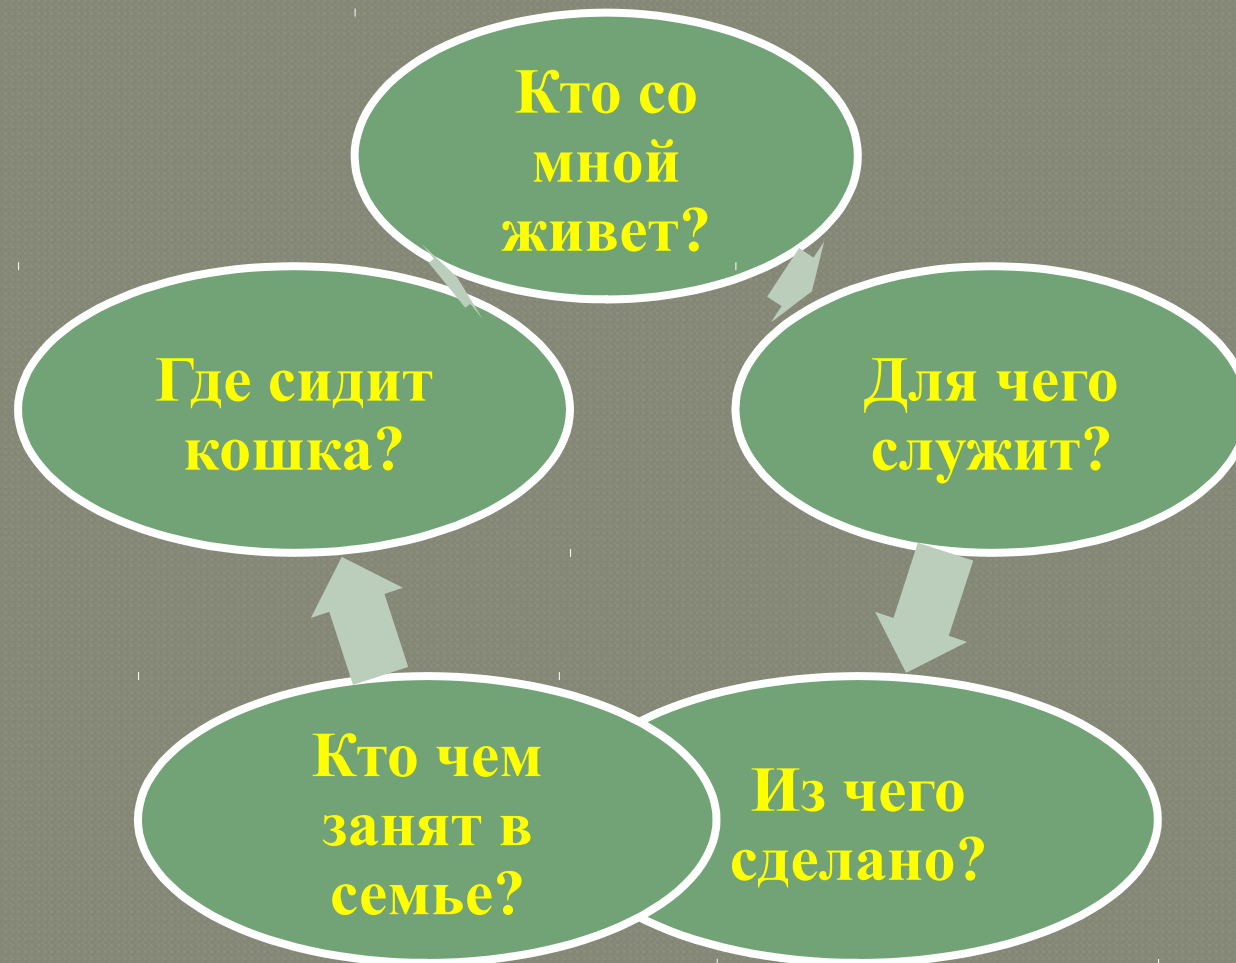 Кто со
мной
живет?
Где сидит
кошка?
Для чего
служит?
Кто чем
занят в
семье?
Из чего
сделано?